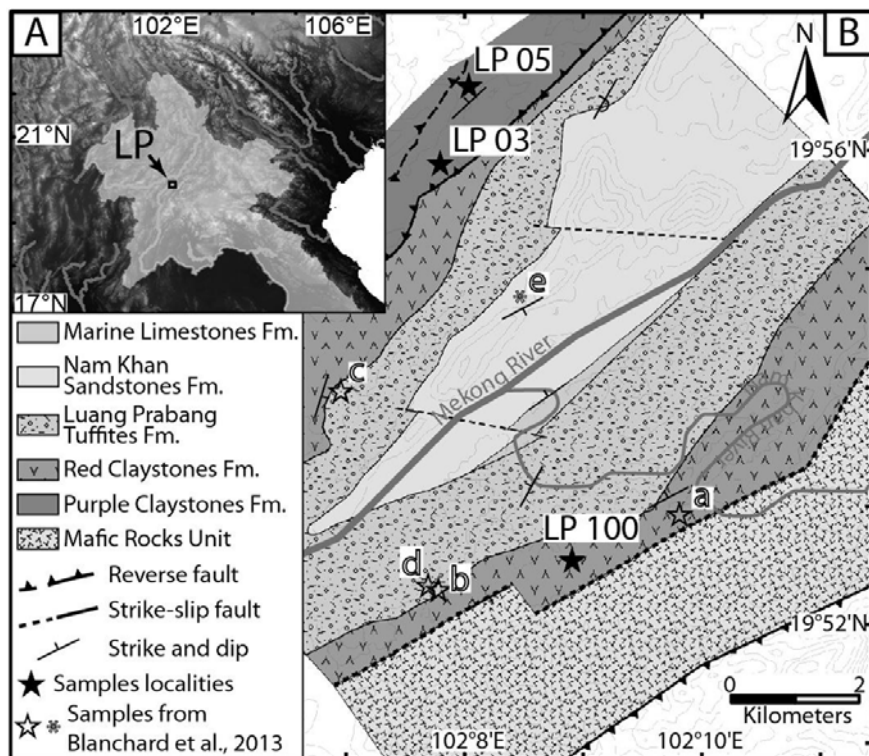 A
102°E
106°E
21°N
LP
17°N
Marine Limestones Fm.
Nam Khan
Sandstones Fm.
Luang Prabang
Tuffites Fm.
Red Claystones Fm.
Purple Claystones Fm.
Mafic Rocks Unit
Reverse fault
Strike-slip fault
Strike and dip
Samples localities
Samples from
Blanchard et al., 2013
B
N
LP 05
LP 03
19°56'N
e
Mekong River
c
a
LP 100
d
b
19°52'N
0 2
Kilometers
102°8'E
102°10'E